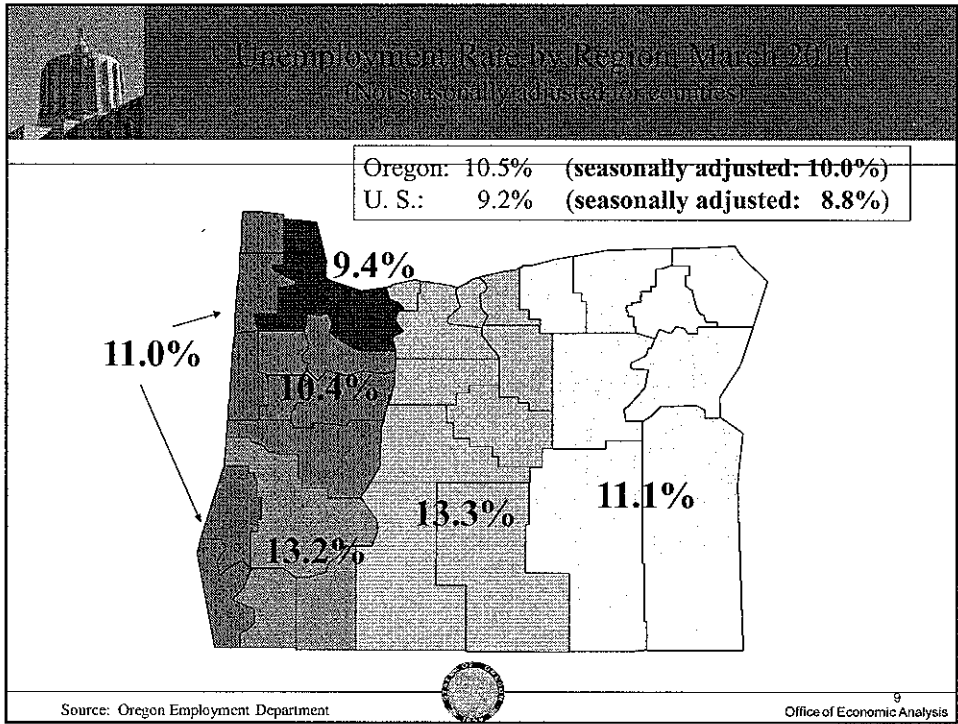 Unemployment Rate by Region, March 2011
(Not seasonally adjusted for counties)
Oregon: 10.5% (seasonally adjusted: 10.0%)
U. S.: 9.2% (seasonally adjusted: 8.8%)
9.4%
11.0%
10.4%
13.3%
11.1%
13.2%
Source: Oregon Employment Department
9
Office of Economic Analysis